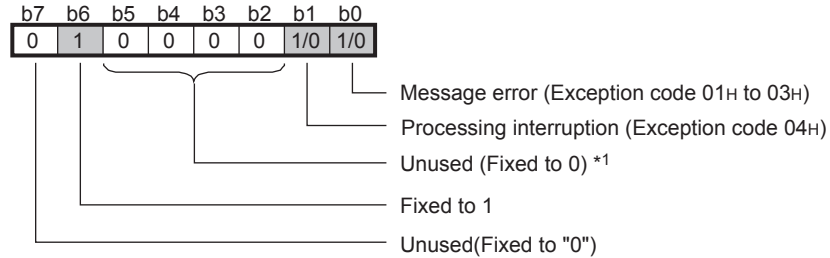 b7 b6 b5 b4 b3 b2 b1 b0
0 1 0 0 0 0 1/0 1/0
Message error (Exception code 01H to 03H)
Processing interruption (Exception code 04H)
Unused (Fixed to 0) *1
Fixed to 1
Unused(Fixed to "0")